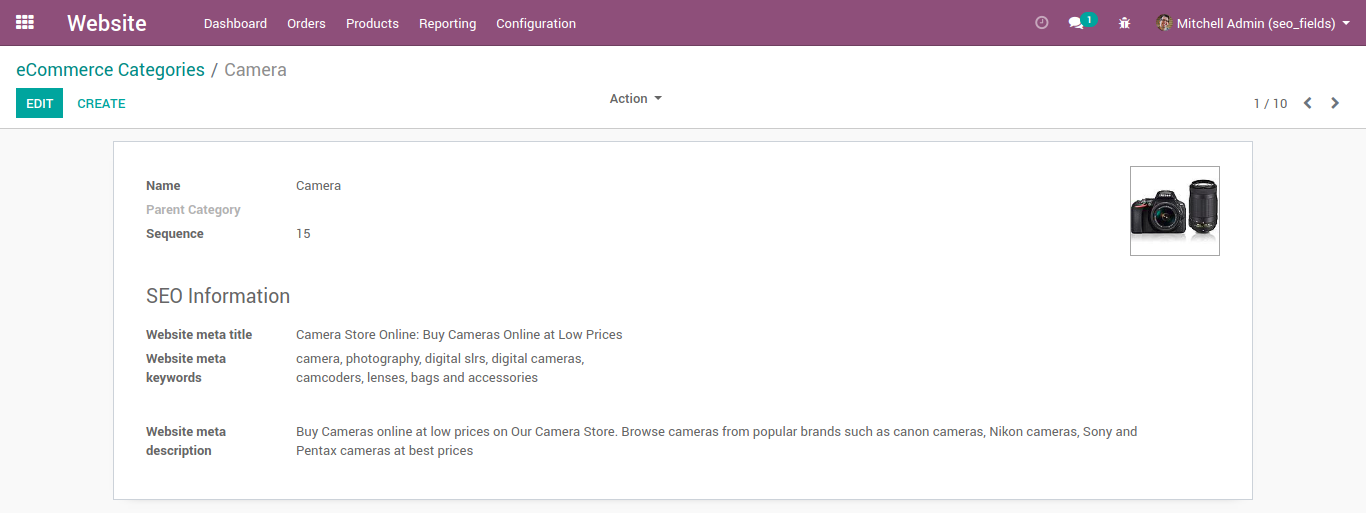 Website Dashboard Orders Products Reporting Configuration 1 Mitchell Admin (seo_fields)
eCommerce Categories / Camera
EDIT CREATE Action 1 / 10
Name Camera
Parent Category
Sequence 15
SEO Information
Website meta title Camera Store Online: Buy Cameras Online at Low Prices
Website meta camera, photography, digital slrs, digital cameras,
keywords camcoders, lenses, bags and accessories
Website meta Buy Cameras online at low prices on Our Camera Store. Browse cameras from popular brands such as canon cameras, Nikon cameras, Sony and
description Pentax cameras at best prices